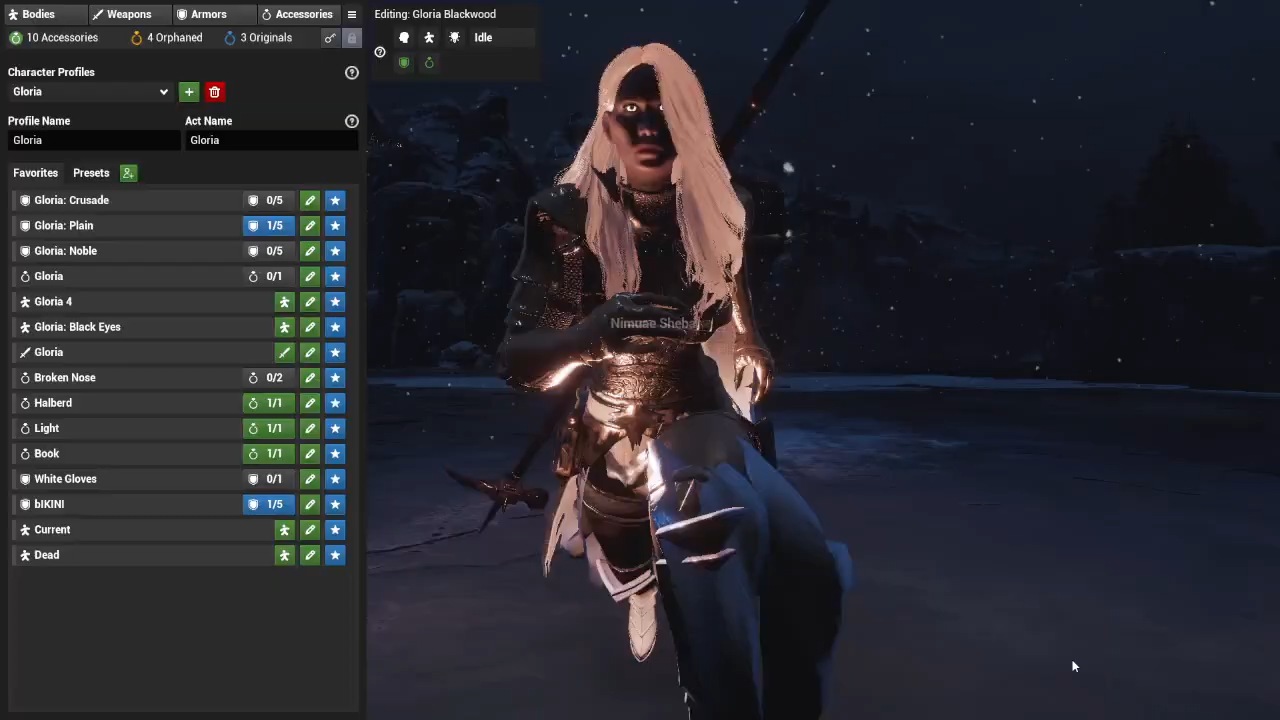 Bodies
Weapons
Armors
Accessories
10 Accessories
4 Orphaned
3 Originals
Character Profiles
Gloria
Profile Name
Act Name
Gloria
Gloria
Favorites
Presets
Gloria: Crusade 0/5
Gloria: Plain 1/5
Gloria: Noble 0/5
Gloria 0/1
Gloria 4
Gloria: Black Eyes
Gloria
Broken Nose 0/2
Halberd 1/1
Light 1/1
Book 1/1
White Gloves 0/1
bIKINI 1/5
Current
Dead
Editing: Gloria Blackwood
Idle
Nimuae